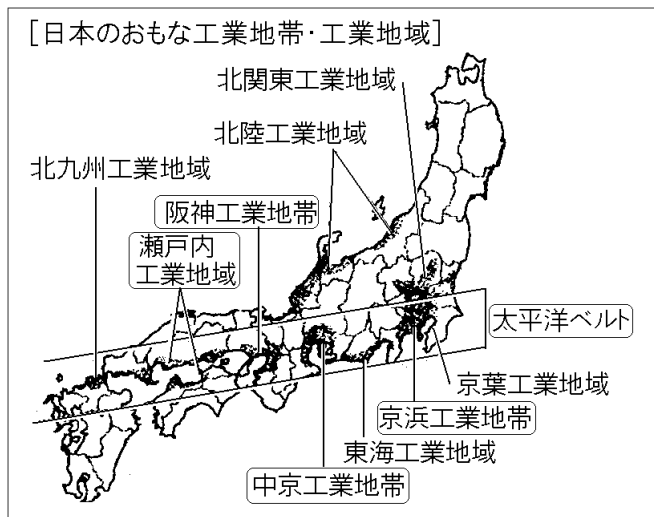 [日本のおもな工業地帯・工業地域]
北関東工業地域
北陸工業地域
北九州工業地域
阪神工業地帯
瀬戸内
工業地域
太平洋ベルト
京葉工業地域
京浜工業地帯
東海工業地域
中京工業地帯